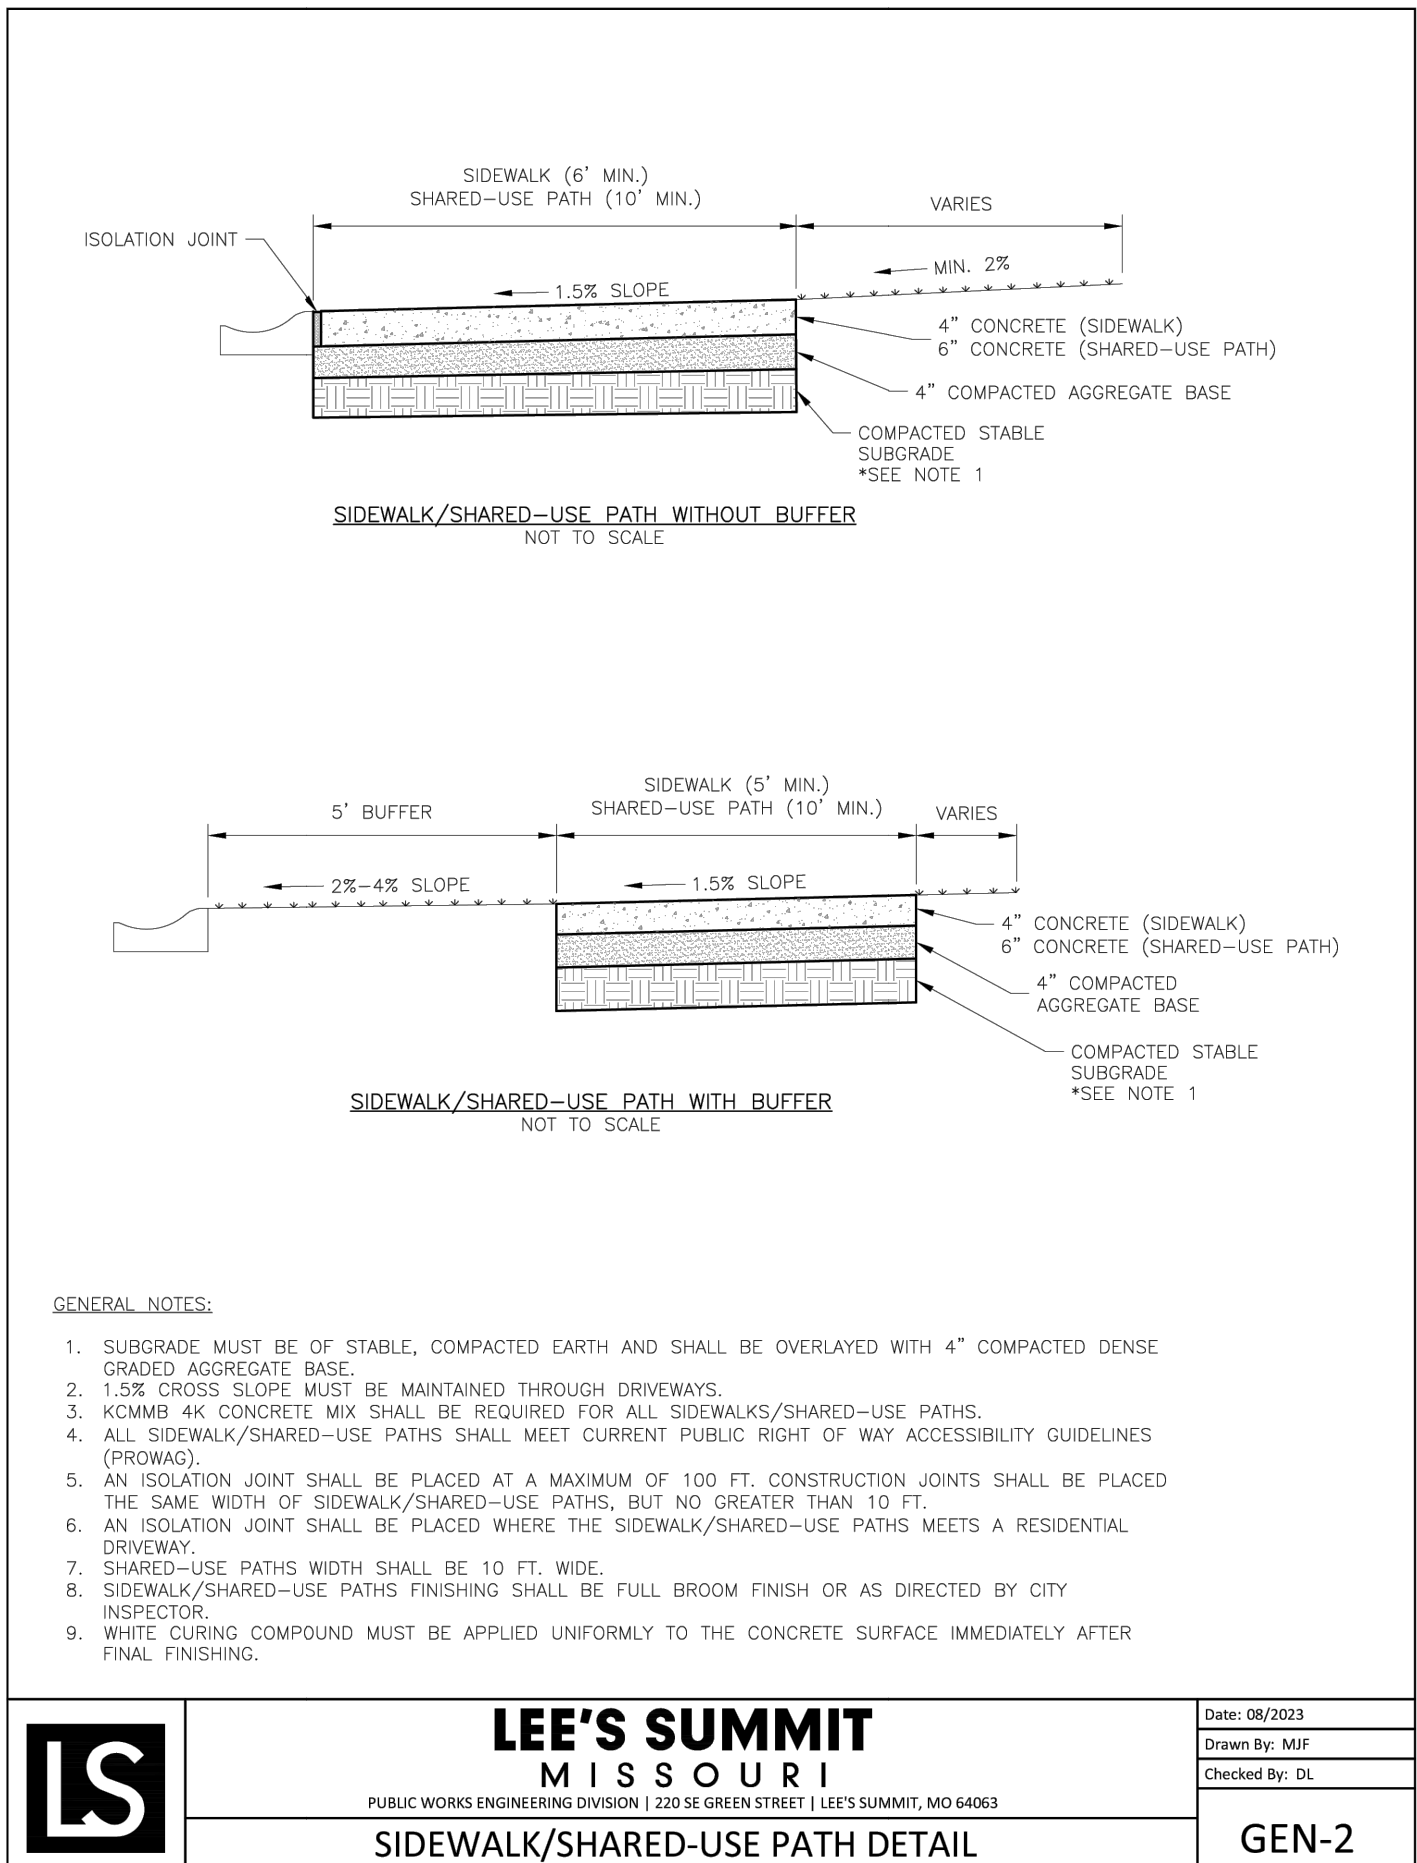 SIDEWALK (6' MIN.)
SHARED-USE PATH (10' MIN.)
VARIES
ISOLATION JOINT
MIN. 2%
1.5% SLOPE
4" CONCRETE (SIDEWALK)
6" CONCRETE (SHARED-USE PATH)
4" COMPACTED AGGREGATE BASE
COMPACTED STABLE
SUBGRADE
*SEE NOTE 1
SIDEWALK/SHARED-USE PATH WITHOUT BUFFER
NOT TO SCALE
SIDEWALK (5' MIN.)
SHARED-USE PATH (10' MIN.)
5' BUFFER
VARIES
2%-4% SLOPE
1.5% SLOPE
4" CONCRETE (SIDEWALK)
6" CONCRETE (SHARED-USE PATH)
4" COMPACTED
AGGREGATE BASE
COMPACTED STABLE
SUBGRADE
*SEE NOTE 1
SIDEWALK/SHARED-USE PATH WITH BUFFER
NOT TO SCALE
GENERAL NOTES:
1. SUBGRADE MUST BE OF STABLE, COMPACTED EARTH AND SHALL BE OVERLAYED WITH 4" COMPACTED DENSE
GRADED AGGREGATE BASE.
2. 1.5% CROSS SLOPE MUST BE MAINTAINED THROUGH DRIVEWAYS.
3. KCMMB 4K CONCRETE MIX SHALL BE REQUIRED FOR ALL SIDEWALKS/SHARED-USE PATHS.
4. ALL SIDEWALK/SHARED-USE PATHS SHALL MEET CURRENT PUBLIC RIGHT OF WAY ACCESSIBILITY GUIDELINES
(PROWAG).
5. AN ISOLATION JOINT SHALL BE PLACED AT A MAXIMUM OF 100 FT. CONSTRUCTION JOINTS SHALL BE PLACED
THE SAME WIDTH OF SIDEWALK/SHARED-USE PATHS, BUT NO GREATER THAN 10 FT.
6. AN ISOLATION JOINT SHALL BE PLACED WHERE THE SIDEWALK/SHARED-USE PATHS MEETS A RESIDENTIAL
DRIVEWAY.
7. SHARED-USE PATHS WIDTH SHALL BE 10 FT. WIDE.
8. SIDEWALK/SHARED-USE PATHS FINISHING SHALL BE FULL BROOM FINISH OR AS DIRECTED BY CITY
INSPECTOR.
9. WHITE CURING COMPOUND MUST BE APPLIED UNIFORMLY TO THE CONCRETE SURFACE IMMEDIATELY AFTER
FINAL FINISHING.
LS
LEE'S SUMMIT
MISSOURI
PUBLIC WORKS ENGINEERING DIVISION | 220 SE GREEN STREET | LEE'S SUMMIT, MO 64063
SIDEWALK/SHARED-USE PATH DETAIL
Date: 08/2023
Drawn By: MJF
Checked By: DL
GEN-2